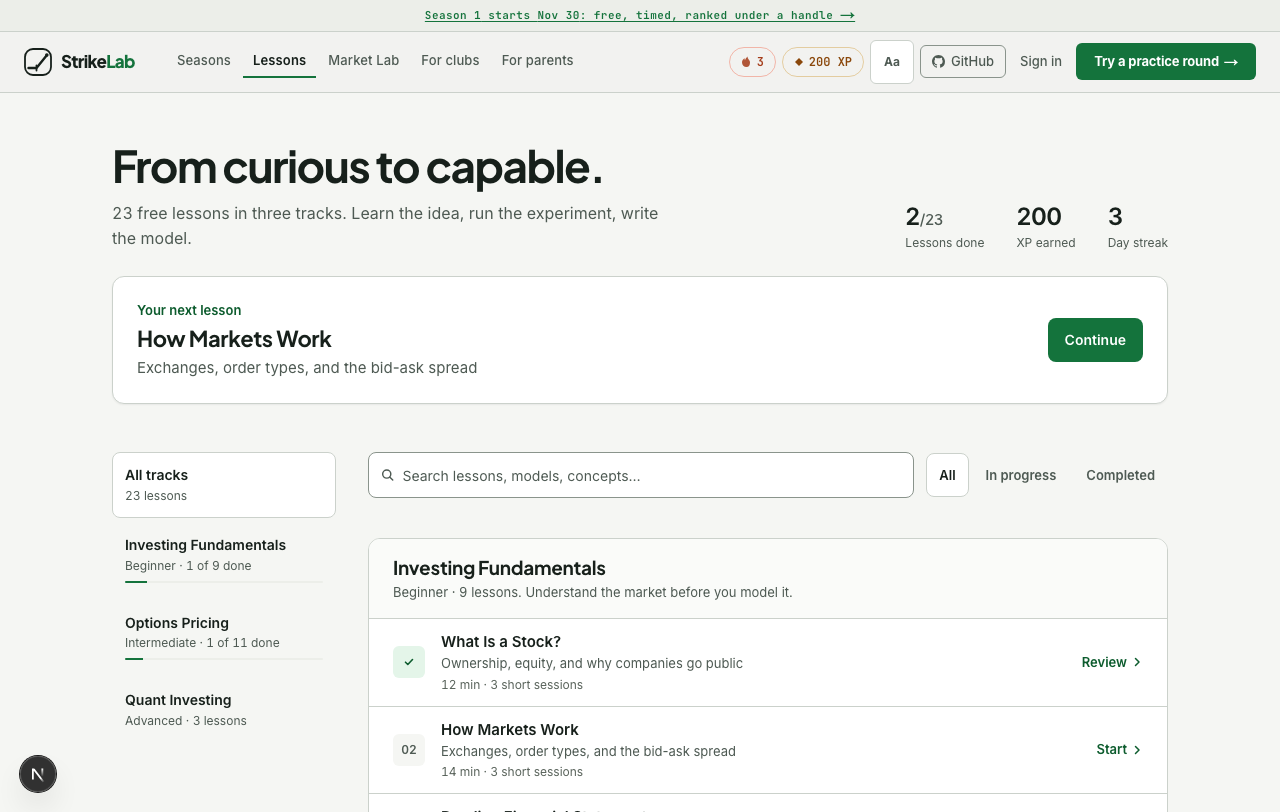 Season 1 starts Nov 30: free, timed, ranked under a handle →
StrikeLab
Seasons
Lessons
Market Lab
For clubs
For parents
3
200 XP
Aa
GitHub
Sign in
Try a practice round →
From curious to capable.
23 free lessons in three tracks. Learn the idea, run the experiment, write
the model.
2/23
Lessons done
200
XP earned
3
Day streak
Your next lesson
How Markets Work
Exchanges, order types, and the bid-ask spread
Continue
All tracks
23 lessons
Investing Fundamentals
Beginner · 1 of 9 done
Options Pricing
Intermediate · 1 of 11 done
Quant Investing
Advanced · 3 lessons
Search lessons, models, concepts...
All
In progress
Completed
Investing Fundamentals
Beginner · 9 lessons. Understand the market before you model it.
What Is a Stock?
Ownership, equity, and why companies go public
12 min · 3 short sessions
Review
02
How Markets Work
Exchanges, order types, and the bid-ask spread
14 min · 3 short sessions
Start
N